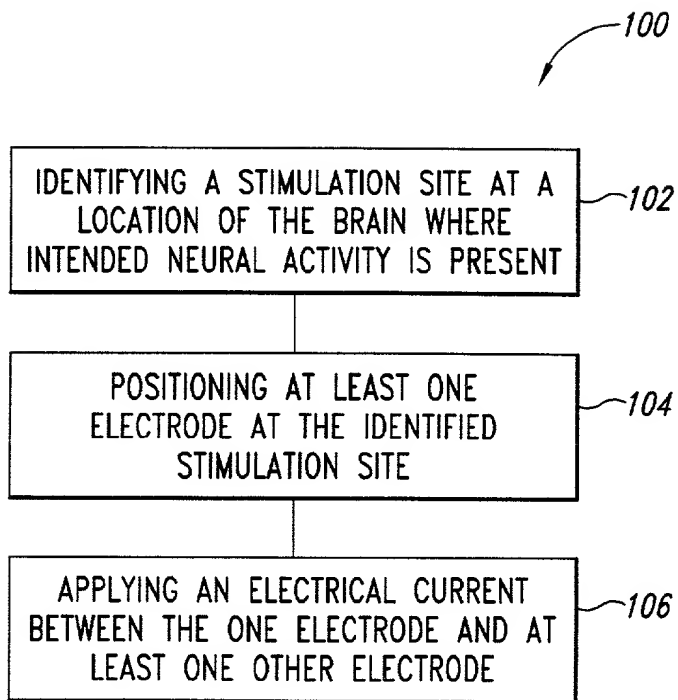 100
IDENTIFYING A STIMULATION SITE AT A
LOCATION OF THE BRAIN WHERE
INTENDED NEURAL ACTIVITY IS PRESENT
102
POSITIONING AT LEAST ONE
ELECTRODE AT THE IDENTIFIED
STIMULATION SITE
104
APPLYING AN ELECTRICAL CURRENT
BETWEEN THE ONE ELECTRODE AND AT
LEAST ONE OTHER ELECTRODE
106